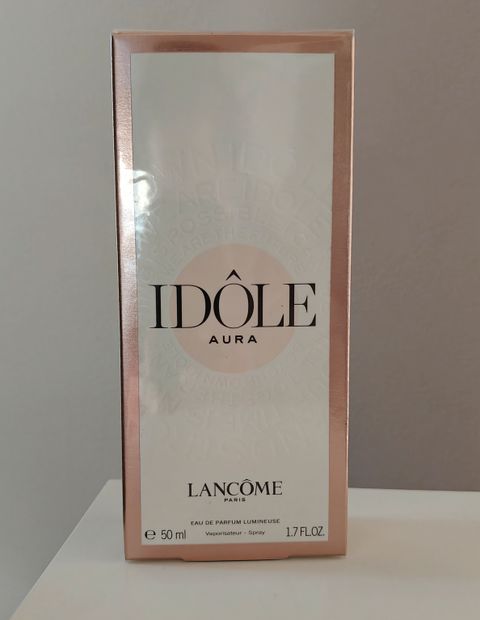 IDÔLE
AURA
LANCÔME
PARIS
EAU DE PARFUM LUMINEUSE
℮ 50 ml Vaporisateur - Spray 1.7 FL.OZ.